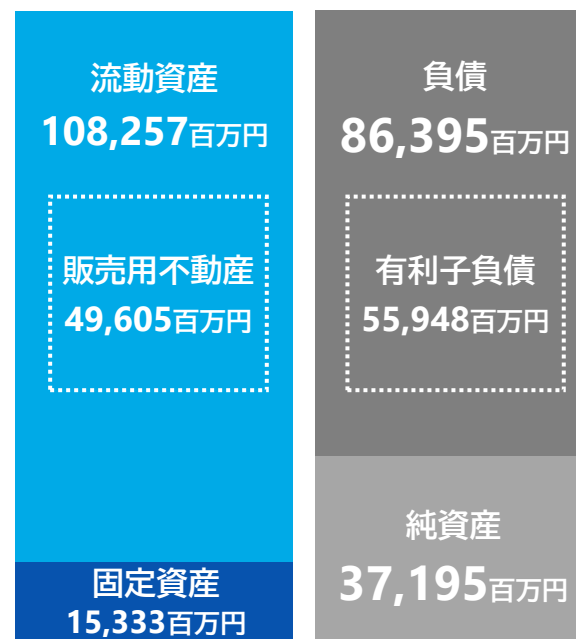 流動資産
108,257百万円
販売用不動産
49,605百万円
固定資産
15,333百万円
負債
86,395百万円
有利子負債
55,948百万円
純資産
37,195百万円